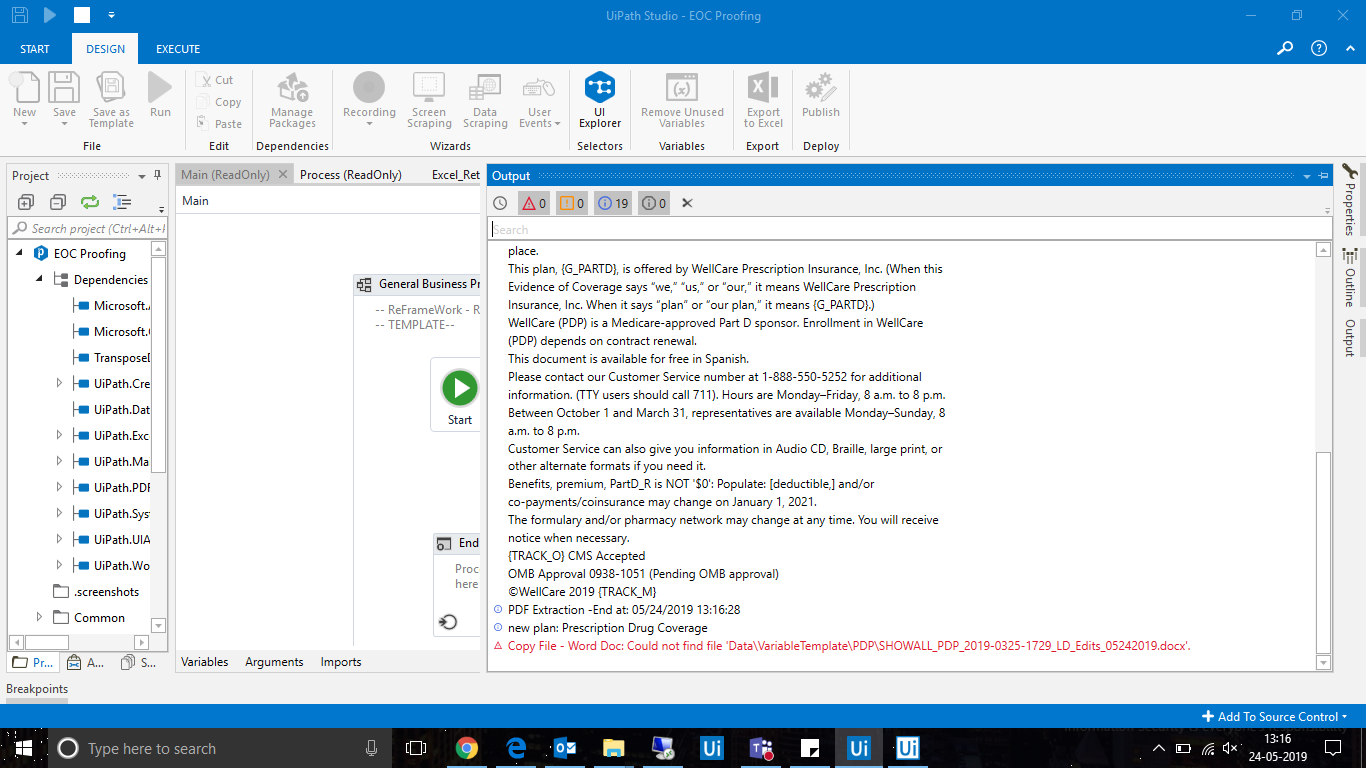 UiPath Studio - EOC Proofing
START
DESIGN
EXECUTE
New
Save
Save as
Template
Run
Cut
Copy
Paste
Manage
Packages
Recording
Screen
Scraping
Data
Scraping
User
Events
UI
Explorer
Remove Unused
Variables
Export
to Excel
Publish
File
Edit
Dependencies
Wizards
Selectors
Variables
Export
Deploy
Project
Main (ReadOnly)
Process (ReadOnly)
Excel_Ret
Output
Main
0
0
19
0
Search project (Ctrl+Alt+F
Search
EOC Proofing
Dependencies
Microsoft.
Microsoft.
Transpose
UiPath.Cre
UiPath.Dat
UiPath.Exc
UiPath.Ma
UiPath.PDF
UiPath.Sys
UiPath.UIA
UiPath.Wo
.screenshots
Common
General Business Pr
-- ReFrameWork - R
-- TEMPLATE--
Start
End
Proc
here
place.
This plan, {G_PARTD}, is offered by WellCare Prescription Insurance, Inc. (When this
Evidence of Coverage says “we,” “us,” or “our,” it means WellCare Prescription
Insurance, Inc. When it says “plan” or “our plan,” it means {G_PARTD}.)
WellCare (PDP) is a Medicare-approved Part D sponsor. Enrollment in WellCare
(PDP) depends on contract renewal.
This document is available for free in Spanish.
Please contact our Customer Service number at 1-888-550-5252 for additional
information. (TTY users should call 711). Hours are Monday–Friday, 8 a.m. to 8 p.m.
Between October 1 and March 31, representatives are available Monday–Sunday, 8
a.m. to 8 p.m.
Customer Service can also give you information in Audio CD, Braille, large print, or
other alternate formats if you need it.
Benefits, premium, PartD_R is NOT '$0': Populate: [deductible,] and/or
co-payments/coinsurance may change on January 1, 2021.
The formulary and/or pharmacy network may change at any time. You will receive
notice when necessary.
{TRACK_O} CMS Accepted
OMB Approval 0938-1051 (Pending OMB approval)
©WellCare 2019 {TRACK_M}
PDF Extraction -End at: 05/24/2019 13:16:28
new plan: Prescription Drug Coverage
Copy File - Word Doc: Could not find file 'Data\VariableTemplate\PDP\SHOWALL_PDP_2019-0325-1729_LD_Edits_05242019.docx'.
Properties
Outline
Output
Pr...
A...
S...
Variables
Arguments
Imports
Breakpoints
Add To Source Control
Type here to search
Ui
Ui
Ui
13:16
24-05-2019